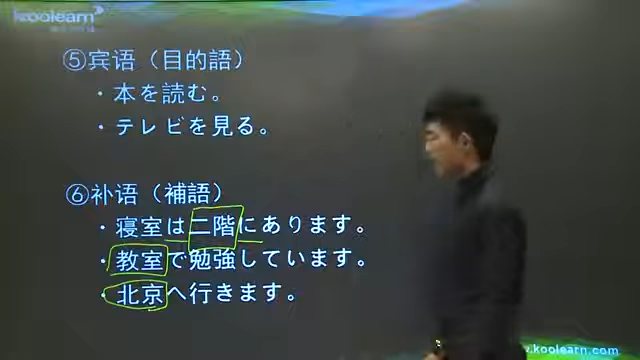 koolearn
⑤宾语（目的語）
・本を読む。
・テレビを見る。
⑥补语（補語）
・寝室は二階にあります。
・教室で勉強しています。
・北京へ行きます。
.koolearn.com